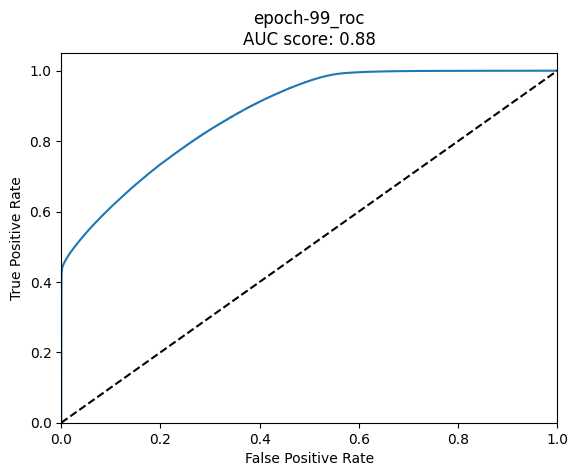 epoch-99_roc
AUC score: 0.88
True Positive Rate
1.0
0.8
0.6
0.4
0.2
0.0
0.0 0.2 0.4 0.6 0.8 1.0
False Positive Rate